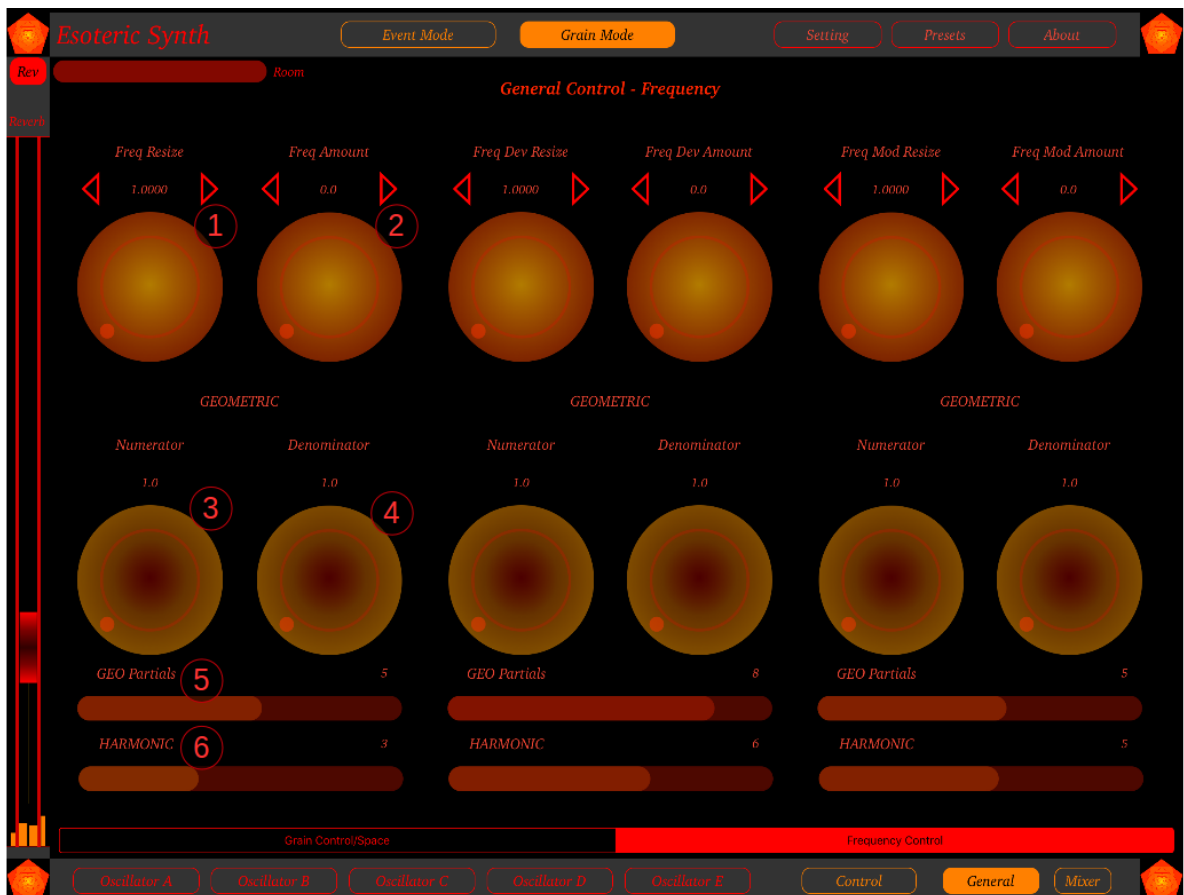 Esoteric Synth Event Mode Grain Mode Setting Presets About
Rev Room
General Control - Frequency
Reverb
Freq Resize Freq Amount Freq Dev Resize Freq Dev Amount Freq Mod Resize Freq Mod Amount
1.0000 0.0 1.0000 0.0 1.0000 0.0
1 2
GEOMETRIC GEOMETRIC GEOMETRIC
Numerator Denominator Numerator Denominator Numerator Denominator
1.0 1.0 1.0 1.0 1.0 1.0
3 4
GEO Partials 5 5 GEO Partials 8 GEO Partials 5
HARMONIC 6 3 HARMONIC 6 HARMONIC 5
Grain Control/Space Frequency Control
Oscillator A Oscillator B Oscillator C Oscillator D Oscillator E Control General Mixer